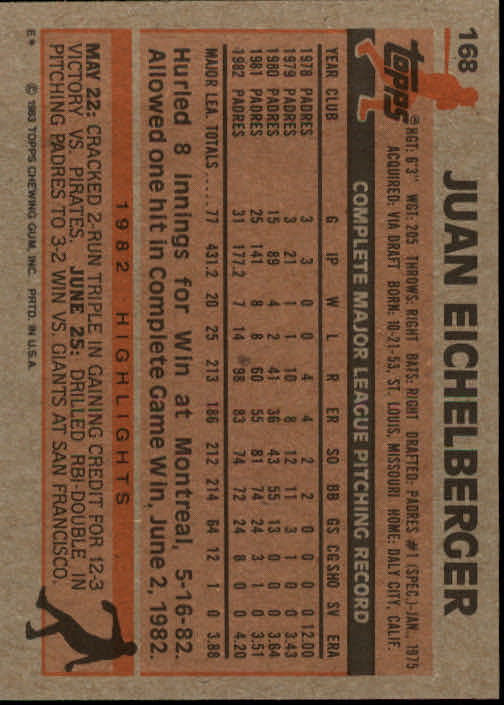 168
JUAN EICHELBERGER
topps®
HGT: 6'3" WGT: 205 THROWS: RIGHT BATS: RIGHT DRAFTED: PADRES #1 (SPEC.)-JAN., 1975
ACQUIRED: VIA DRAFT BORN: 10-21-53, ST. LOUIS, MISSOURI HOME: DALY CITY, CALIF.
COMPLETE MAJOR LEAGUE PITCHING RECORD
YEAR CLUB G IP W L R ER SO BB GS CG SHO SV ERA
1978 PADRES 3 3 0 0 4 4 2 2 0 0 0 0 12.00
1979 PADRES 3 21 1 1 10 8 12 11 3 1 0 0 3.43
1980 PADRES 15 89 4 2 41 36 43 55 13 0 0 0 3.64
1981 PADRES 25 141 8 8 60 55 81 74 24 3 1 0 3.51
1982 PADRES 31 177.2 7 14 98 83 74 72 24 8 0 0 4.20
MAJOR LEA. TOTALS ..... 77 431.2 20 25 213 186 212 214 64 12 1 0 3.88
Hurled 8 innings for Win at Montreal, 5-16-82.
Allowed one hit in Complete Game Win, June 2, 1982.
1982 HIGHLIGHTS
MAY 22: CRACKED 2-RUN TRIPLE IN GAINING CREDIT FOR 12-3
VICTORY VS. PIRATES. JUNE 25: DRILLED RBI-DOUBLE IN
PITCHING PADRES TO 3-2 WIN VS. GIANTS AT SAN FRANCISCO.
E* © 1983 TOPPS CHEWING GUM, INC. PRTD. IN U.S.A.